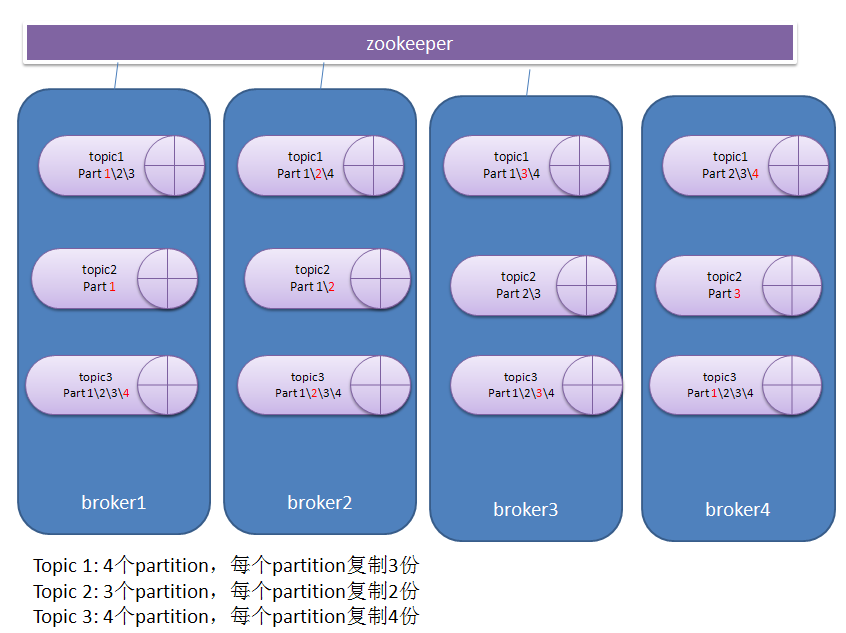 zookeeper
topic1
Part 1\2\3
topic1
Part 1\2\4
topic1
Part 1\3\4
topic1
Part 2\3\4
topic2
Part 1
topic2
Part 1\2
topic2
Part 2\3
topic2
Part 3
topic3
Part 1\2\3\4
topic3
Part 1\2\3\4
topic3
Part 1\2\3\4
topic3
Part 1\2\3\4
broker1
broker2
broker3
broker4
Topic 1: 4个partition，每个partition复制3份
Topic 2: 3个partition，每个partition复制2份
Topic 3: 4个partition，每个partition复制4份